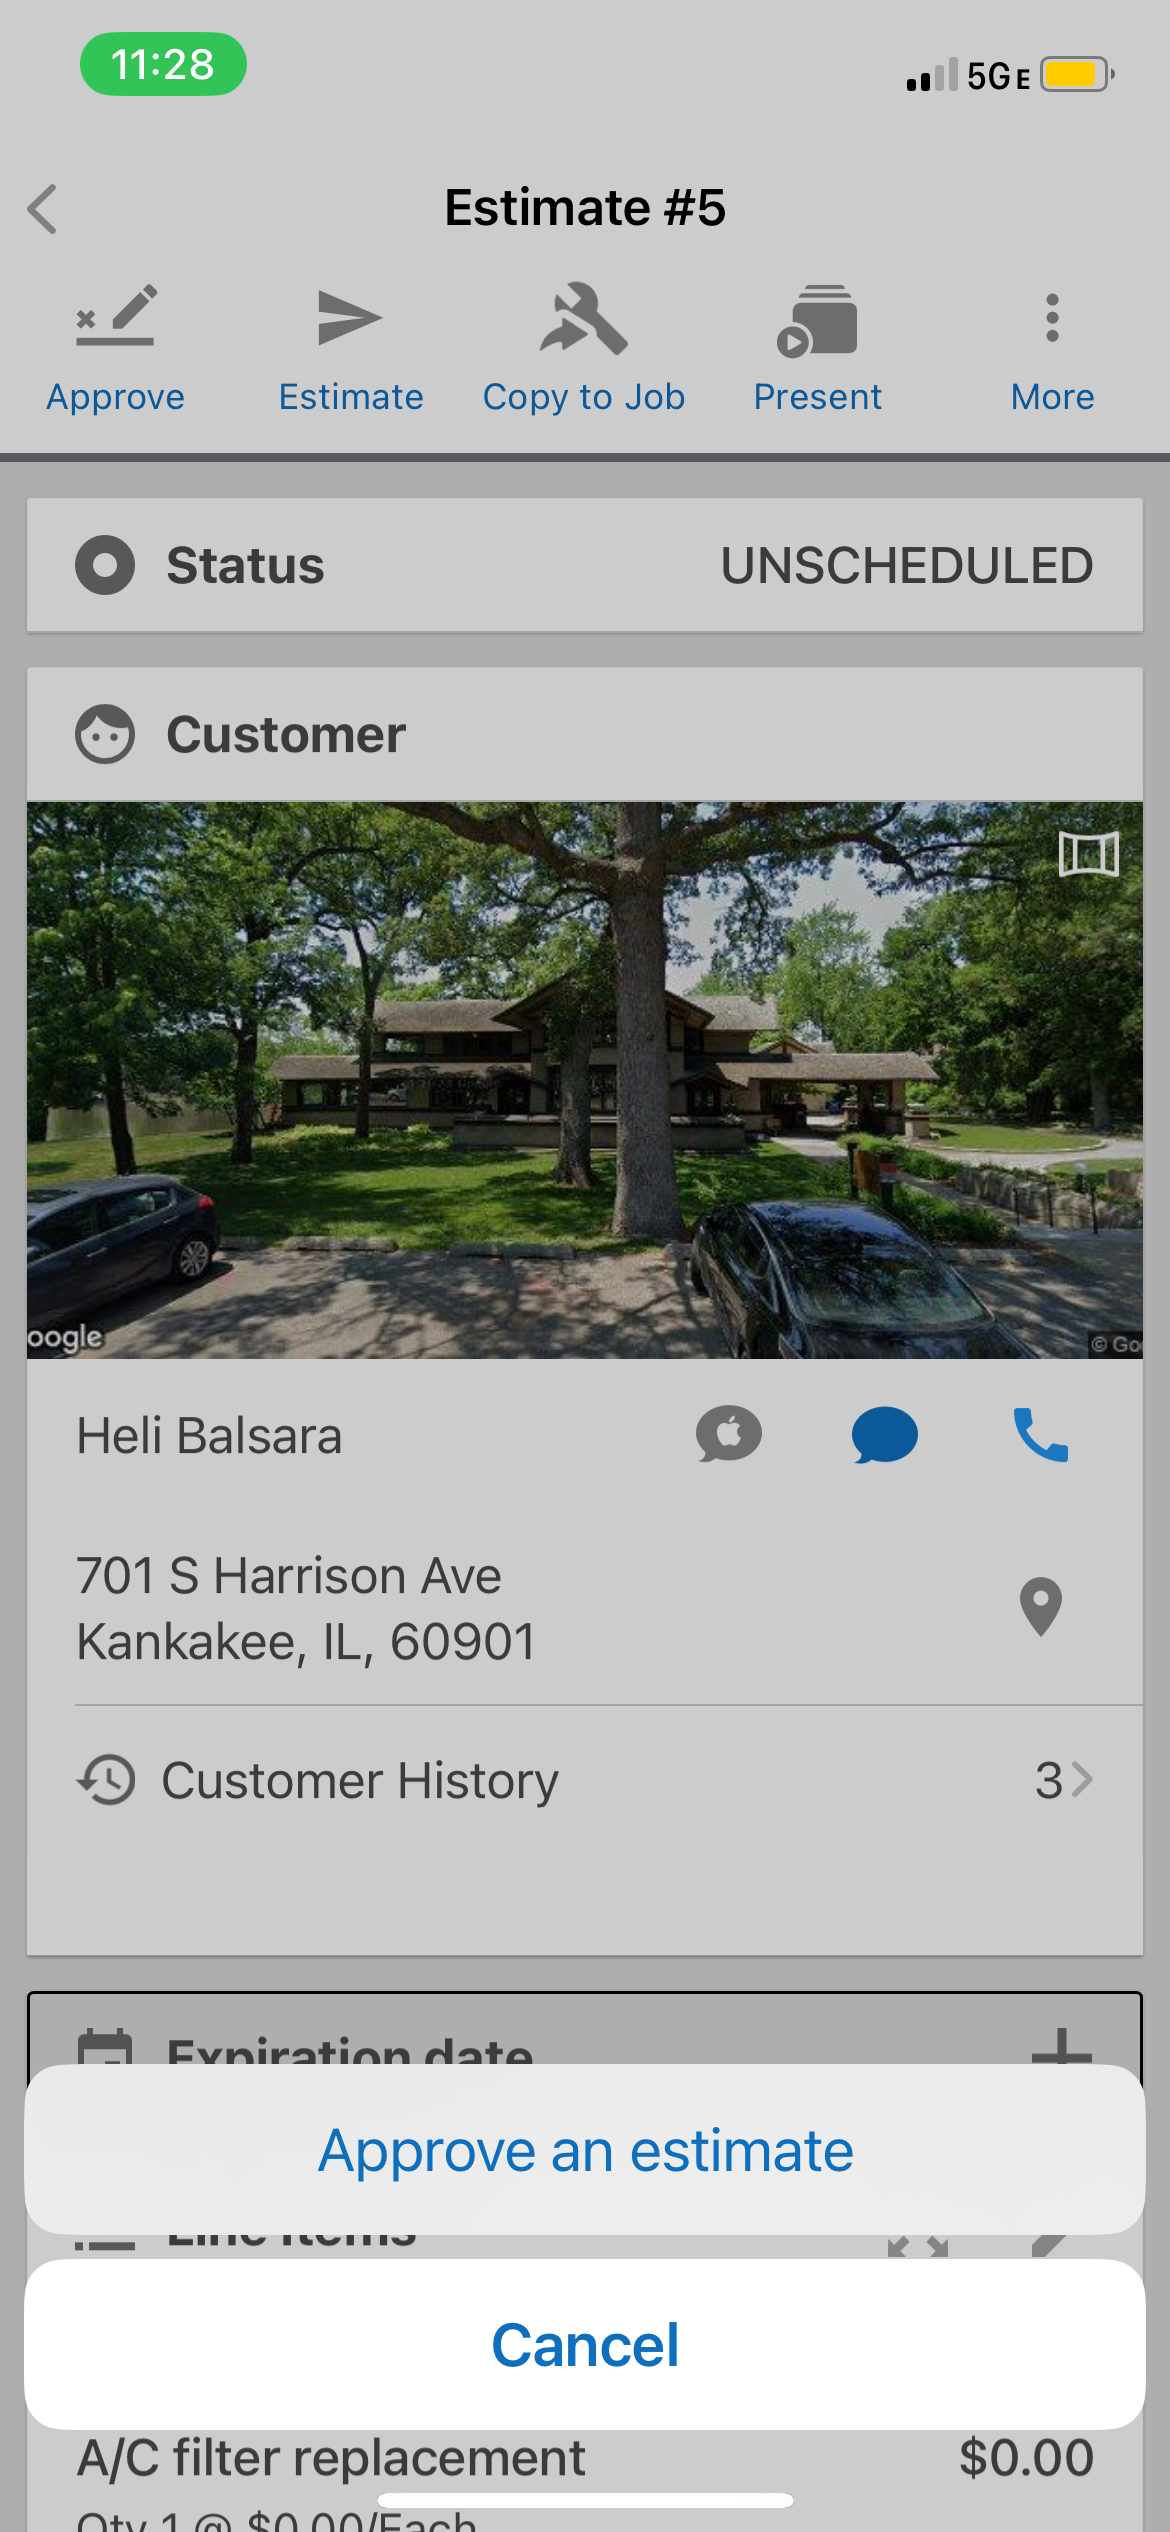 11:28
5GE
Estimate #5
Approve
Estimate
Copy to Job
Present
More
Status
UNSCHEDULED
Customer
oogle
© Goo
Heli Balsara
701 S Harrison Ave
Kankakee, IL, 60901
Customer History
3
Expiration date
Approve an estimate
Line items
Cancel
A/C filter replacement
$0.00
Qty 1 @ $0.00/Each